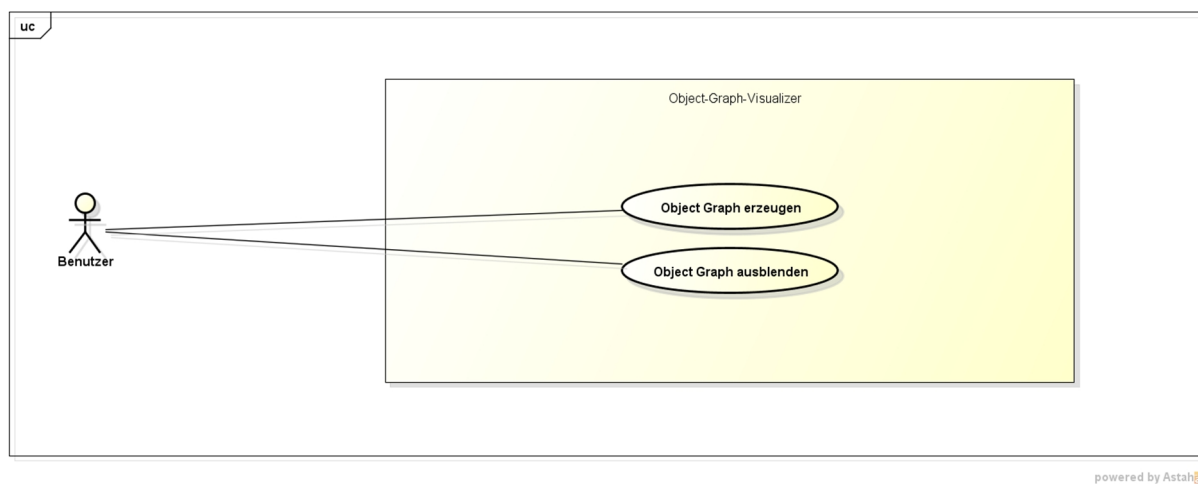 uc
Object-Graph-Visualizer
Object Graph erzeugen
Benutzer
Object Graph ausblenden
powered by Astah